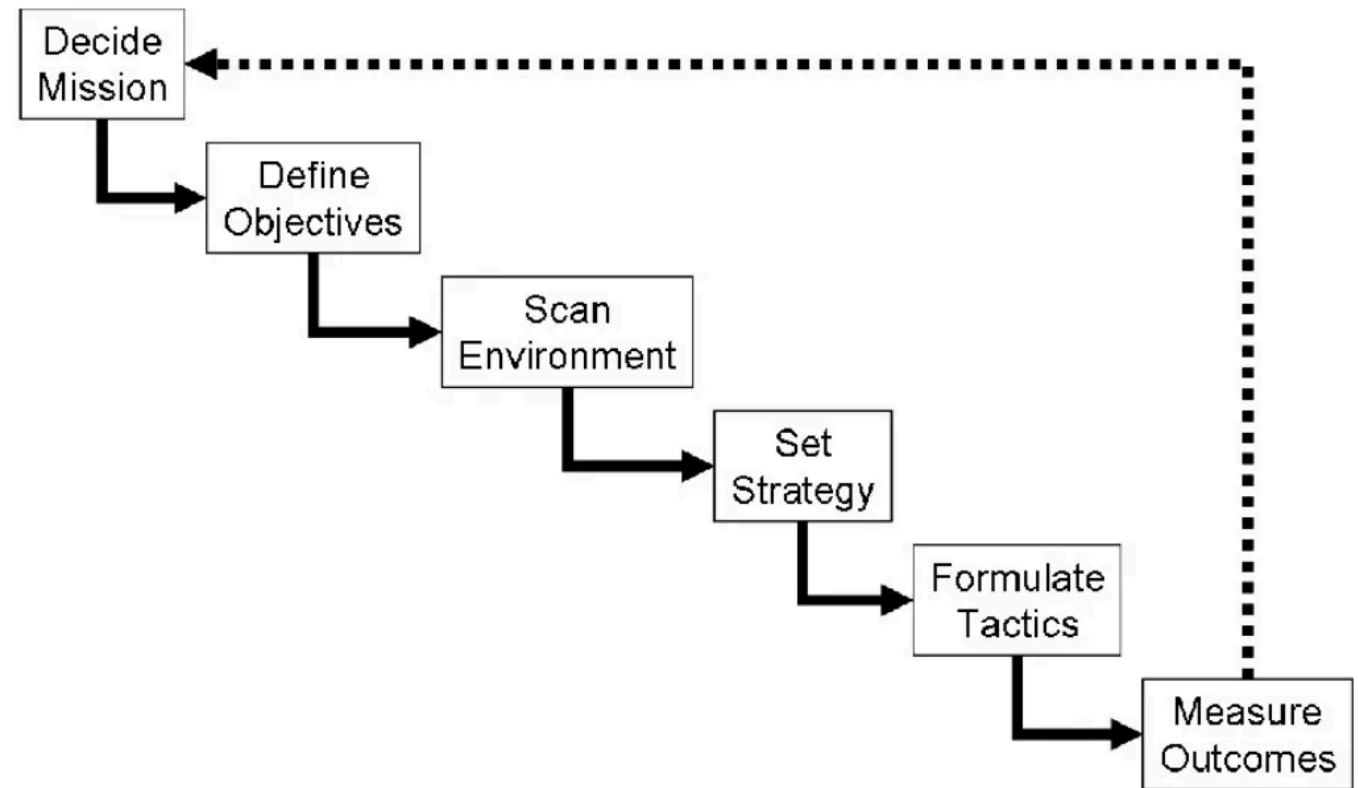 Decide
Mission
Define
Objectives
Scan
Environment
Set
Strategy
Formulate
Tactics
Measure
Outcomes